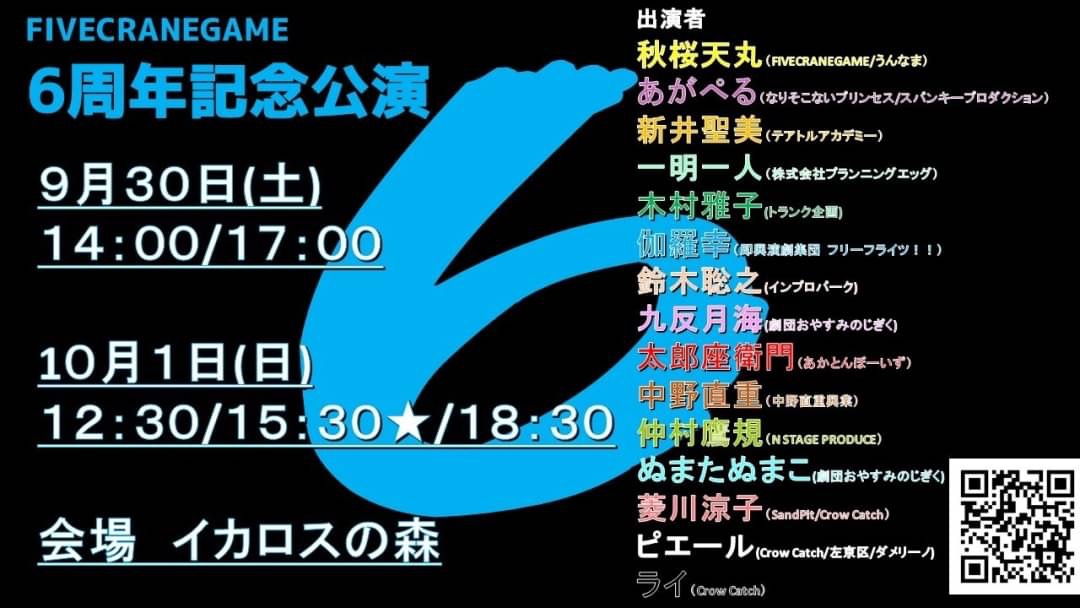 FIVECRANEGAME
6周年記念公演
9月30日(土)
14:00/17:00
10月1日(日)
12:30/15:30★/18:30
会場 イカロスの森
6
出演者
秋桜天丸(FIVECRANEGAME/うんなま)
あがぺる(なりそこないプリンセス/スパンキープロダクション)
新井聖美(テアトルアカデミー)
一明一人(株式会社プランニングエッグ)
木村雅子(トランク企画)
伽羅幸(即興演劇集団 フリーフライツ!!)
鈴木聡之(インプロパーク)
九反月海(劇団おやすみのじぎく)
太郎座衛門(あかとんぼーいず)
中野直重(中野直重興業)
仲村鷹規(N STAGE PRODUCE)
ぬまたぬまこ(劇団おやすみのじぎく)
菱川涼子(SandPit/Crow Catch)
ピエール(Crow Catch/左京区/ダメリーノ)
ライ(Crow Catch)